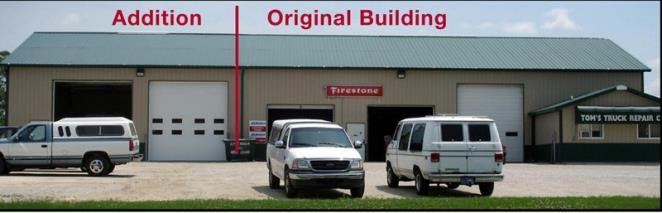 Addition
Original Building
Firestone
TOM'S TRUCK REPAIR C